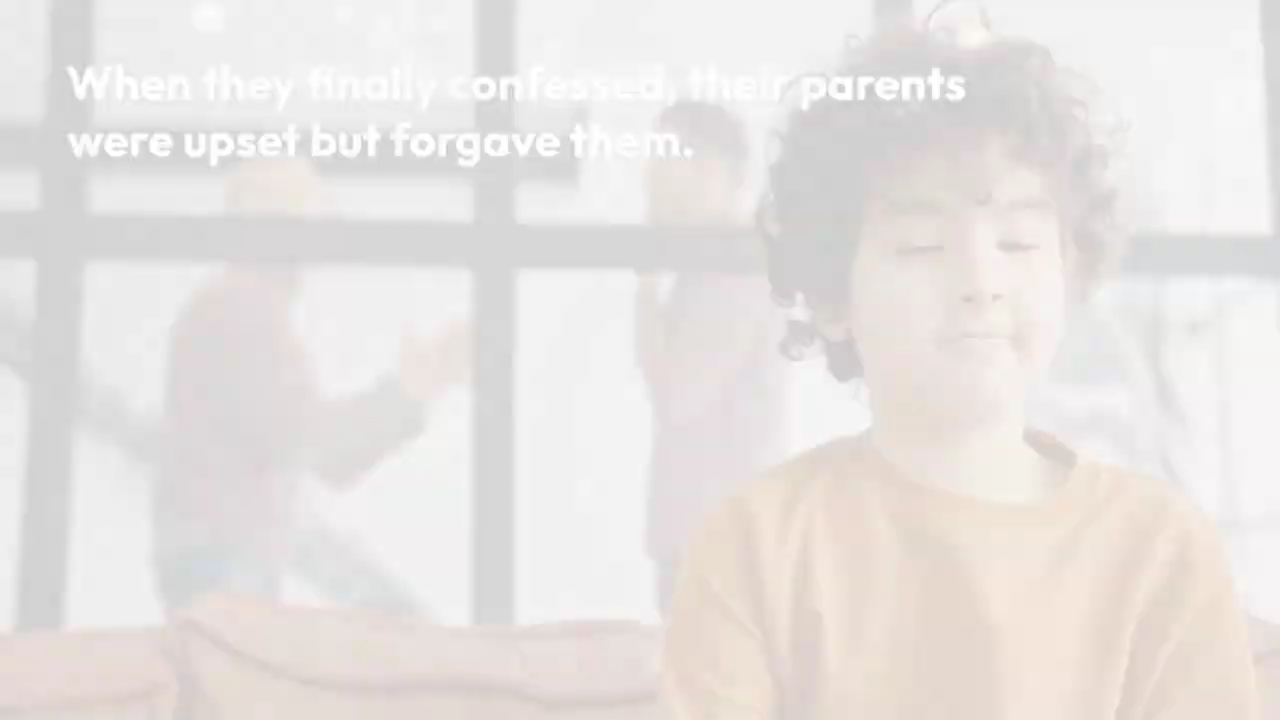 When they finally confessed, their parents
were upset but forgave them.